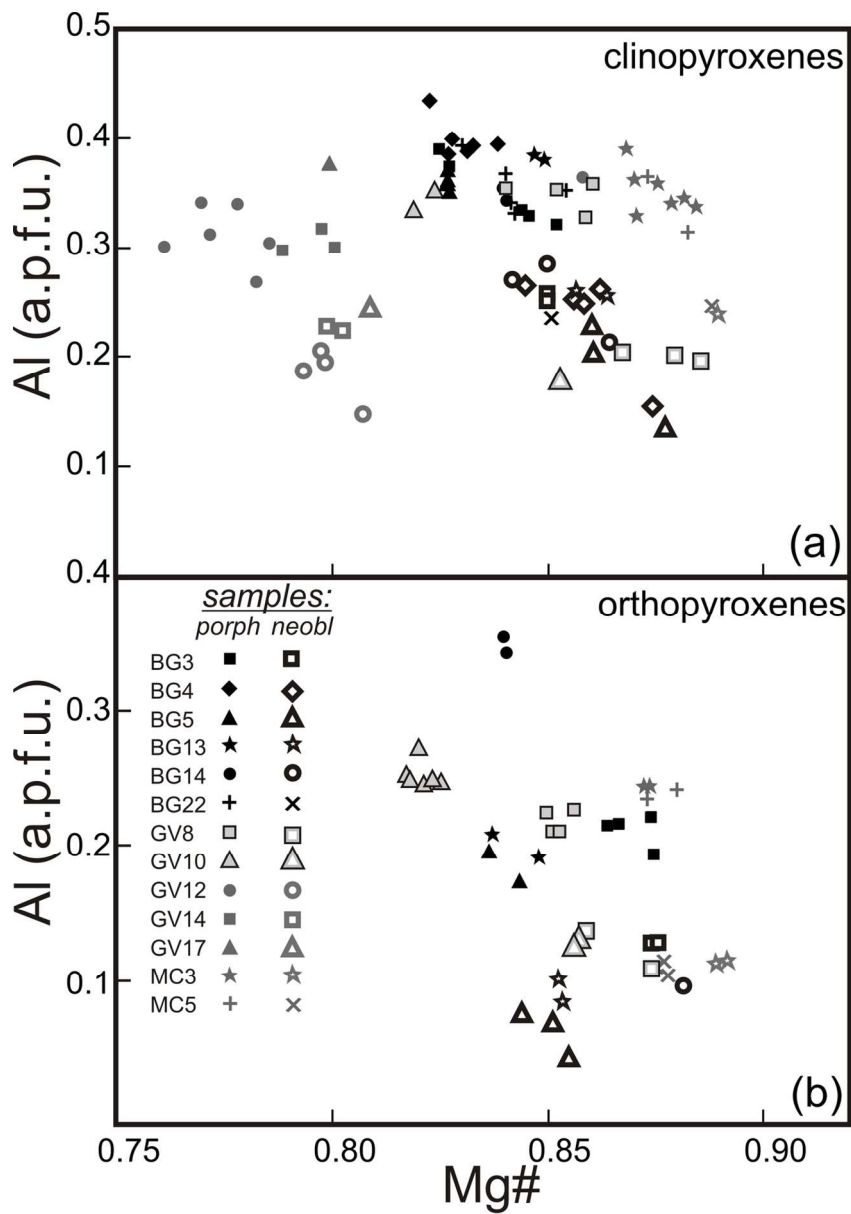 0.5
clinopyroxenes
0.4
Al (a.p.f.u.)
0.3
0.2
0.1
(a)
0.4
samples:
orthopyroxenes
porph neobl
BG3
BG4
BG5
0.3
BG13
BG14
BG22
Al (a.p.f.u.)
GV8
0.2
GV10
GV12
GV14
GV17
MC3
0.1
MC5
(b)
0.75 0.80 0.85 0.90
Mg#